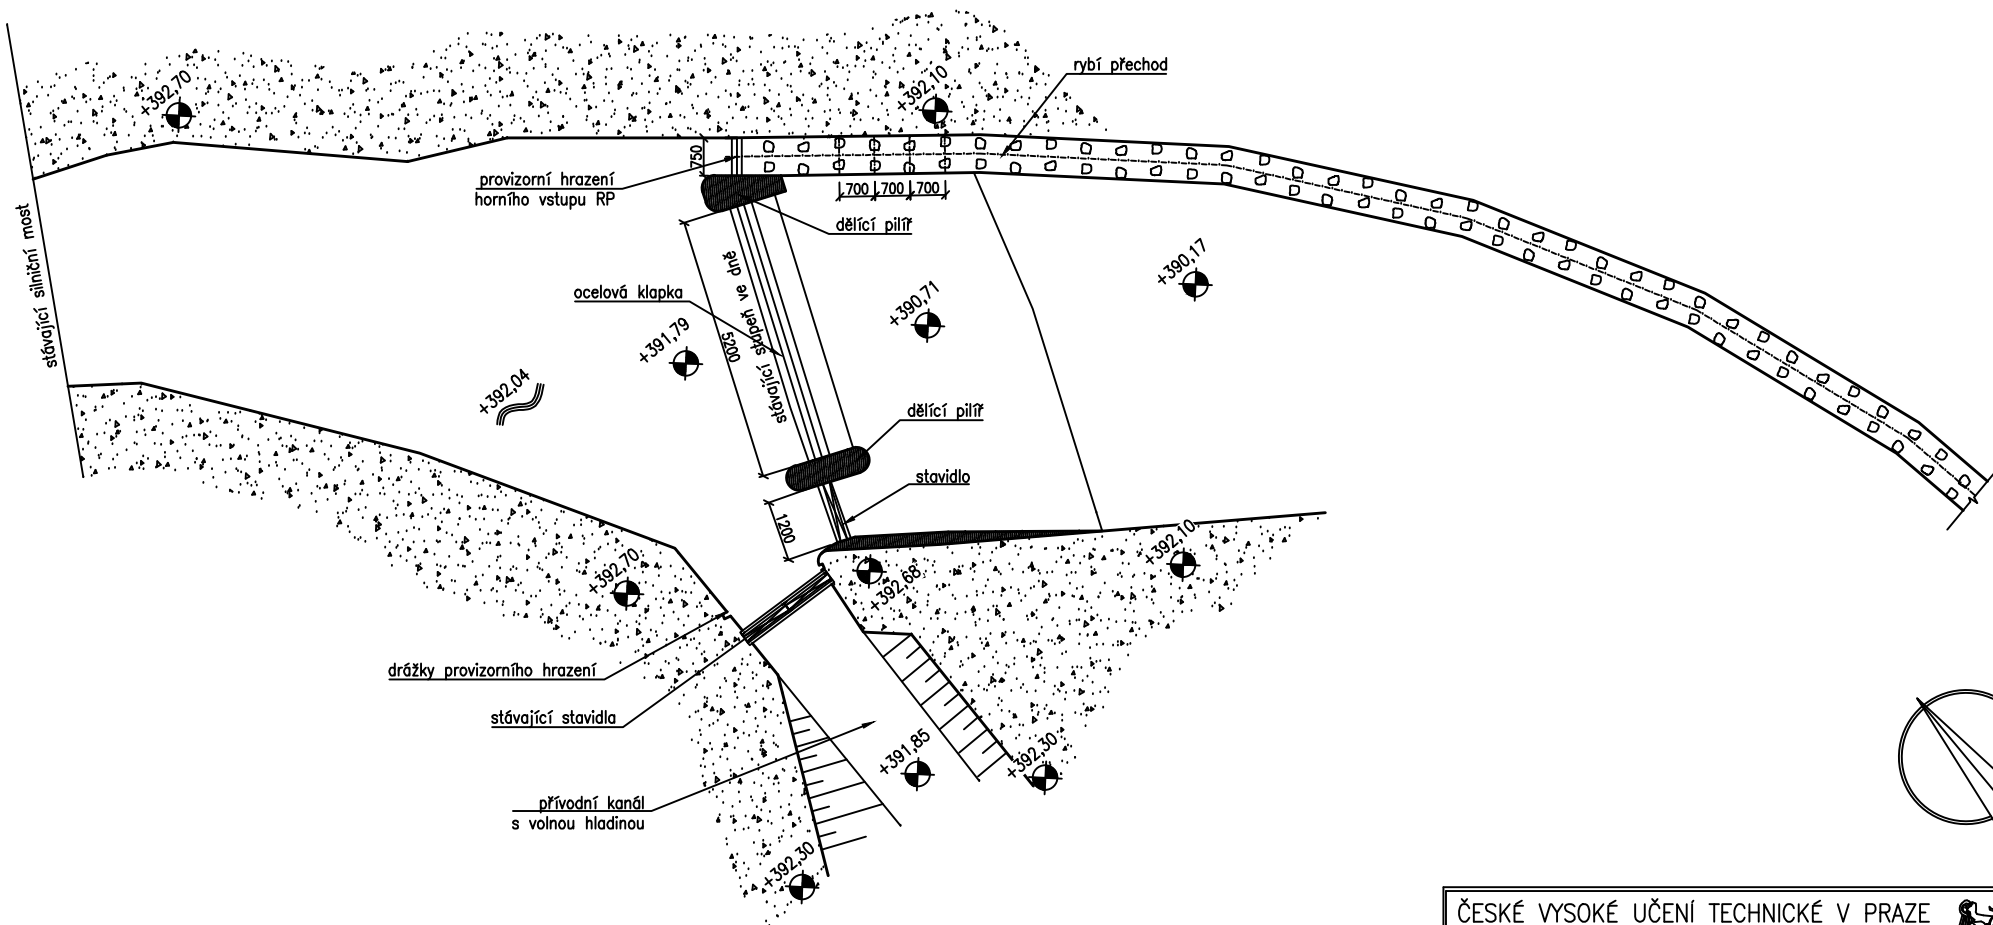 rybí přechod
+392,70
+392,10
750
provizorní hrazení
horního vstupu RP
700 700 700
dělící pilíř
stávající silniční most
stávající stupeň ve dně
5200
+390,17
ocelová klapka
+390,71
+391,79
+392,04
dělící pilíř
stavidlo
1200
+392,10
+392,70
+392,68
drážky provizorního hrazení
stávající stavidla
+391,85
+392,30
přívodní kanál
s volnou hladinou
+392,30
ČESKÉ VYSOKÉ UČENÍ TECHNICKÉ V PRAZE